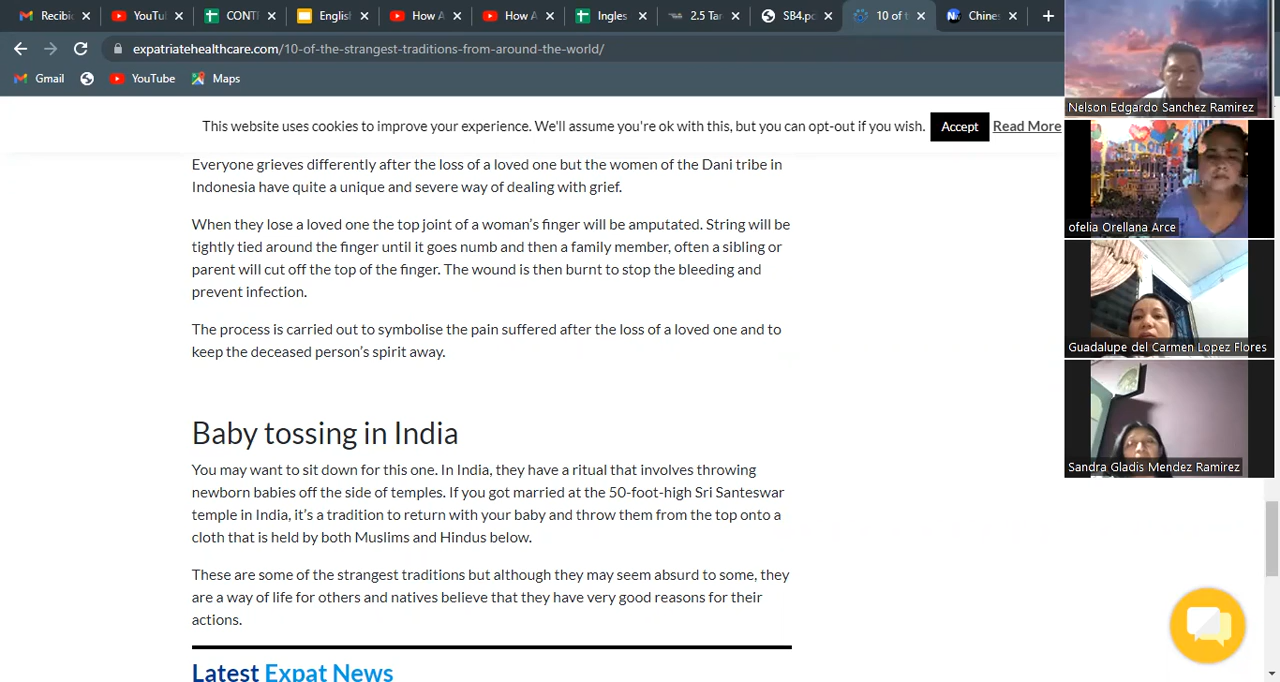 Recibic
YouTu
CONTI
Englis
How A
How A
Ingles
2.5 Tar
SB4.pd
10 of t
Chines
expatriatehealthcare.com/10-of-the-strangest-traditions-from-around-the-world/
Gmail
YouTube
Maps
This website uses cookies to improve your experience. We'll assume you're ok with this, but you can opt-out if you wish. Accept Read More
Everyone grieves differently after the loss of a loved one but the women of the Dani tribe in
Indonesia have quite a unique and severe way of dealing with grief.
When they lose a loved one the top joint of a woman's finger will be amputated. String will be
tightly tied around the finger until it goes numb and then a family member, often a sibling or
parent will cut off the top of the finger. The wound is then burnt to stop the bleeding and
prevent infection.
The process is carried out to symbolise the pain suffered after the loss of a loved one and to
keep the deceased person's spirit away.
Baby tossing in India
You may want to sit down for this one. In India, they have a ritual that involves throwing
newborn babies off the side of temples. If you got married at the 50-foot-high Sri Santeswar
temple in India, it's a tradition to return with your baby and throw them from the top onto a
cloth that is held by both Muslims and Hindus below.
These are some of the strangest traditions but although they may seem absurd to some, they
are a way of life for others and natives believe that they have very good reasons for their
actions.
Latest Expat News
Nelson Edgardo Sanchez Ramirez
ofelia Orellana Arce
Guadalupe del Carmen Lopez Flores
Sandra Gladis Mendez Ramirez